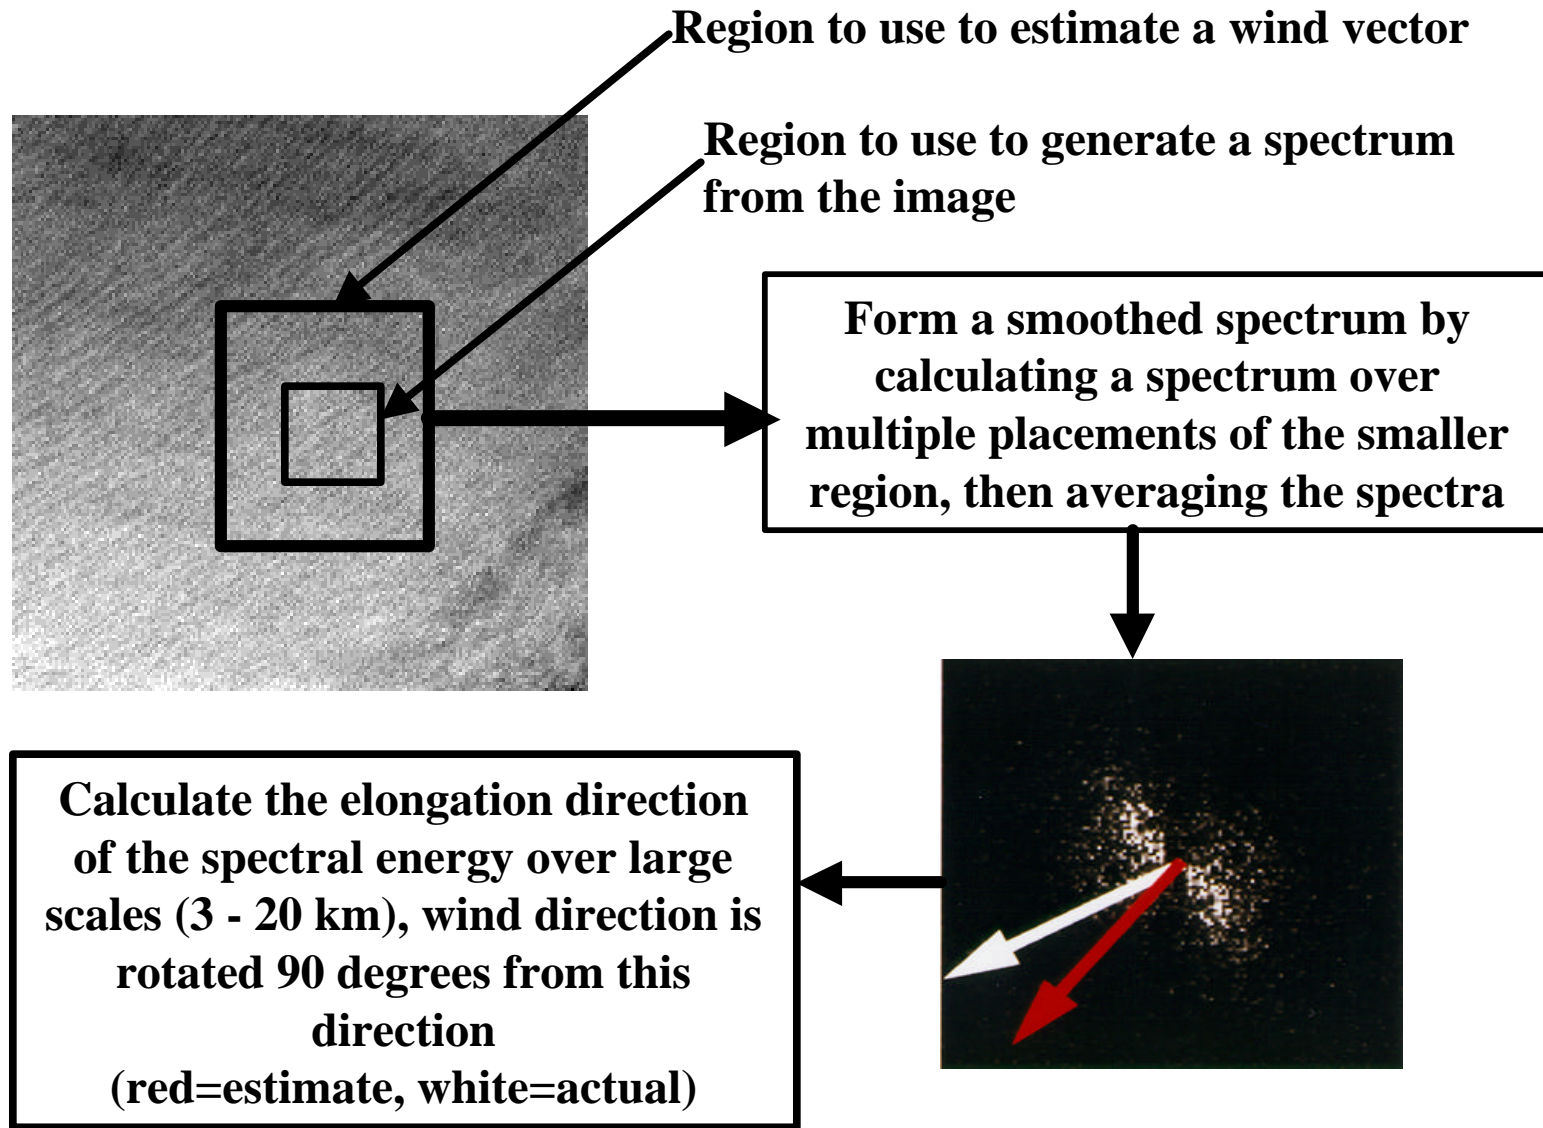 Region to use to estimate a wind vector
Region to use to generate a spectrum
from the image
Form a smoothed spectrum by
calculating a spectrum over
multiple placements of the smaller
region, then averaging the spectra
Calculate the elongation direction
of the spectral energy over large
scales (3 - 20 km), wind direction is
rotated 90 degrees from this
direction
(red=estimate, white=actual)